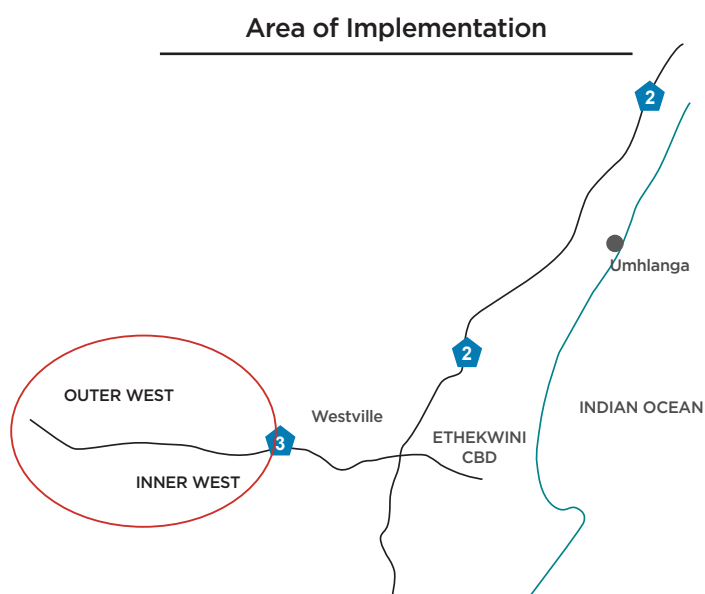 Area of Implementation
2
Umhlanga
2
OUTER WEST
Westville
INDIAN OCEAN
ETHEKWINI
CBD
3
INNER WEST